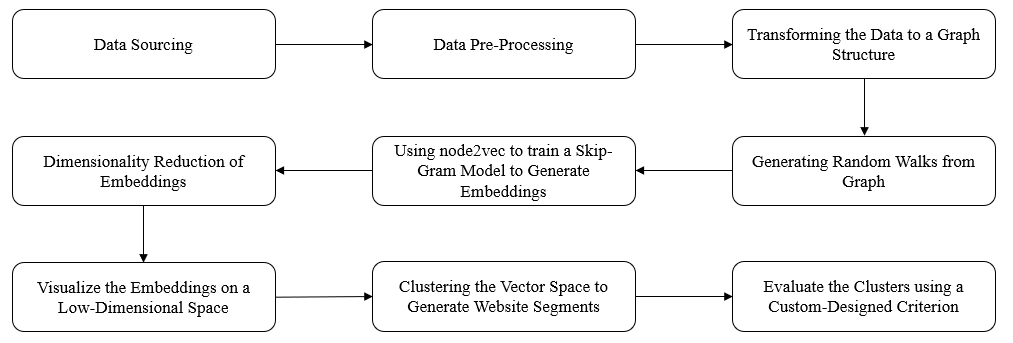 Data Sourcing
Data Pre-Processing
Transforming the Data to a Graph
Structure
Generating Random Walks from
Graph
Using node2vec to train a Skip-
Gram Model to Generate
Embeddings
Dimensionality Reduction of
Embeddings
Visualize the Embeddings on a
Low-Dimensional Space
Clustering the Vector Space to
Generate Website Segments
Evaluate the Clusters using a
Custom-Designed Criterion